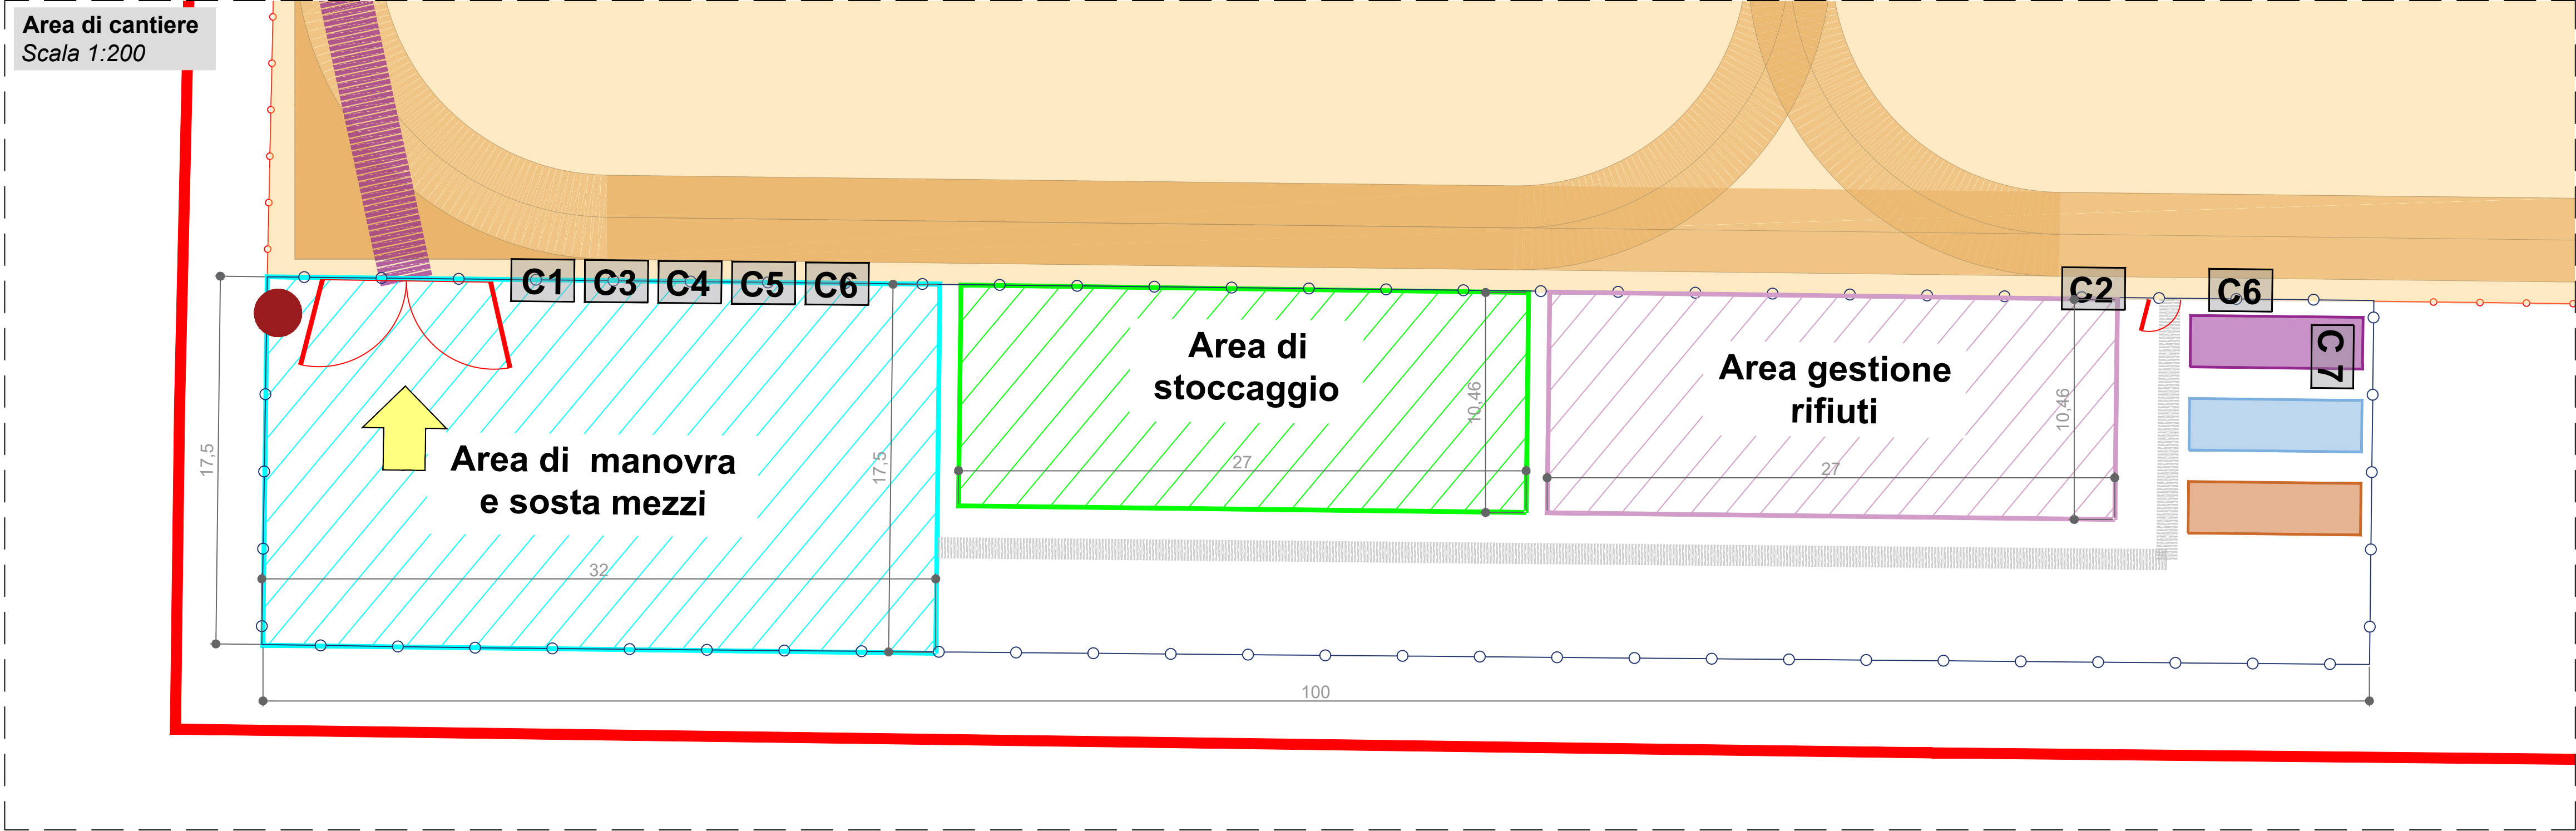 Area di cantiere
Scala 1:200
C1 C3 C4 C5 C6
C2
C6
C7
Area di
stoccaggio
Area gestione
rifiuti
Area di manovra
e sosta mezzi
17,5
17,5
10,46
10,46
27
27
32
100